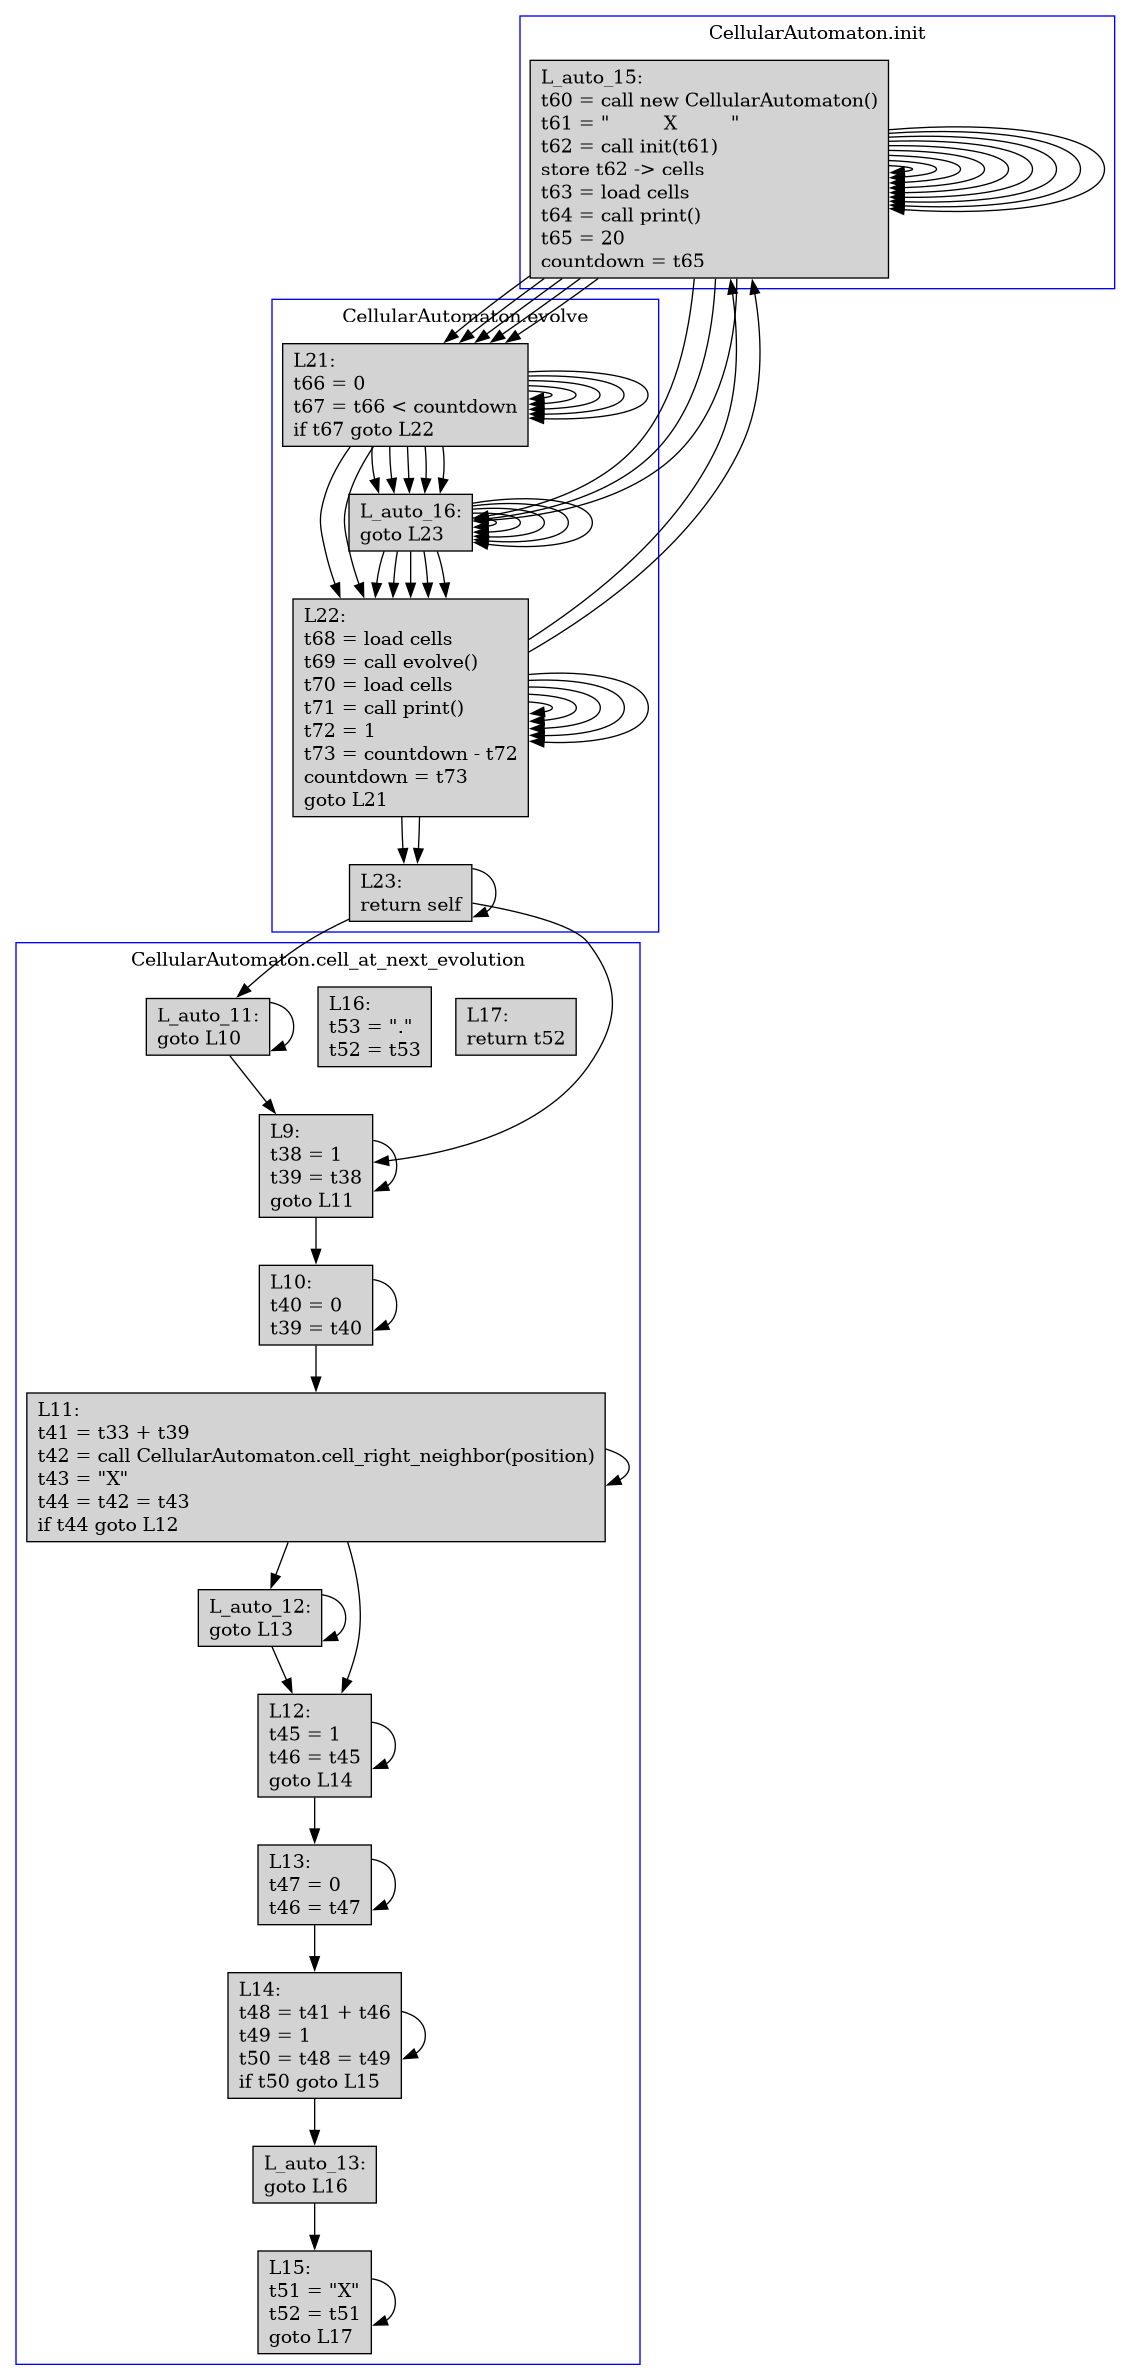 CellularAutomaton.init
L_auto_15:
t60 = call new CellularAutomaton()
t61 = "          X          "
t62 = call init(t61)
store t62 -> cells
t63 = load cells
t64 = call print()
t65 = 20
countdown = t65
CellularAutomaton.evolve
L21:
t66 = 0
t67 = t66 < countdown
if t67 goto L22
L_auto_16:
goto L23
L22:
t68 = load cells
t69 = call evolve()
t70 = load cells
t71 = call print()
t72 = 1
t73 = countdown - t72
countdown = t73
goto L21
L23:
return self
CellularAutomaton.cell_at_next_evolution
L_auto_11:
goto L10
L16:
t53 = "."
t52 = t53
L17:
return t52
L9:
t38 = 1
t39 = t38
goto L11
L10:
t40 = 0
t39 = t40
L11:
t41 = t33 + t39
t42 = call CellularAutomaton.cell_right_neighbor(position)
t43 = "X"
t44 = t42 = t43
if t44 goto L12
L_auto_12:
goto L13
L12:
t45 = 1
t46 = t45
goto L14
L13:
t47 = 0
t46 = t47
L14:
t48 = t41 + t46
t49 = 1
t50 = t48 = t49
if t50 goto L15
L_auto_13:
goto L16
L15:
t51 = "X"
t52 = t51
goto L17